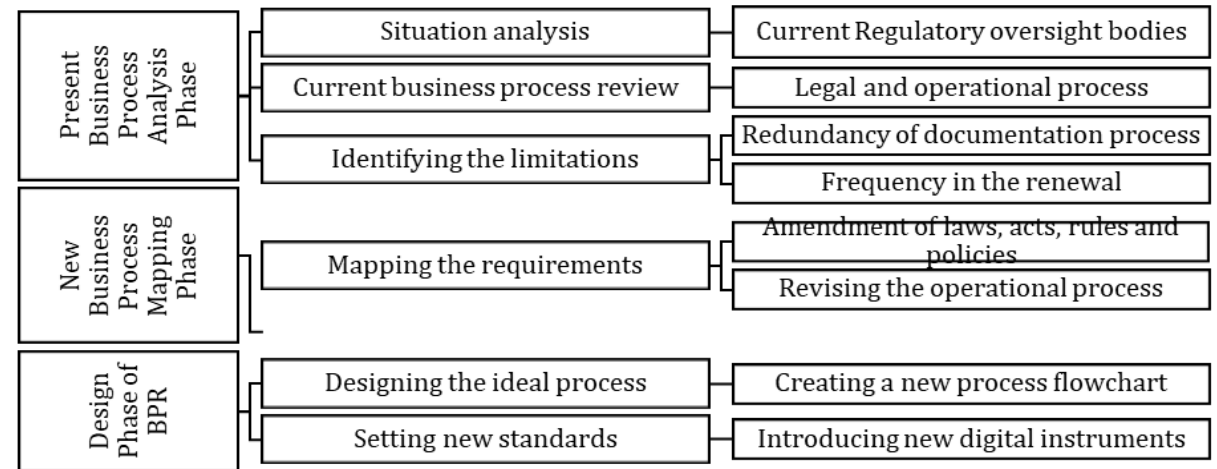 Present
Business
Process
Analysis
Phase
Situation analysis
Current Regulatory oversight bodies
Current business process review
Legal and operational process
Identifying the limitations
Redundancy of documentation process
Frequency in the renewal
New
Business
Process
Mapping
Phase
Mapping the requirements
Amendment of laws, acts, rules and
policies
Revising the operational process
Design
Phase of
BPR
Designing the ideal process
Creating a new process flowchart
Setting new standards
Introducing new digital instruments